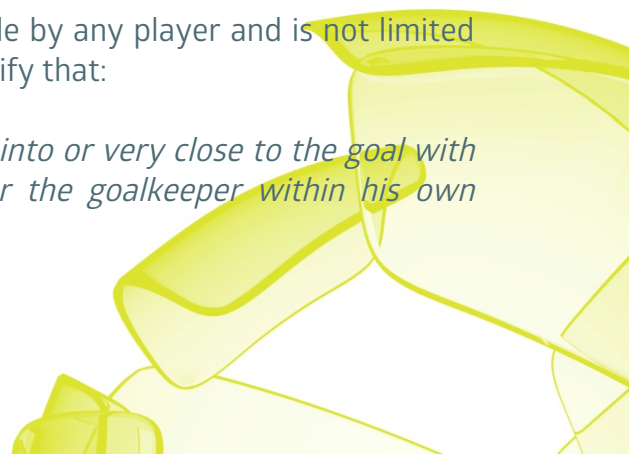 le by any player and is not limited
ify that:
into or very close to the goal with
r the goalkeeper within his own